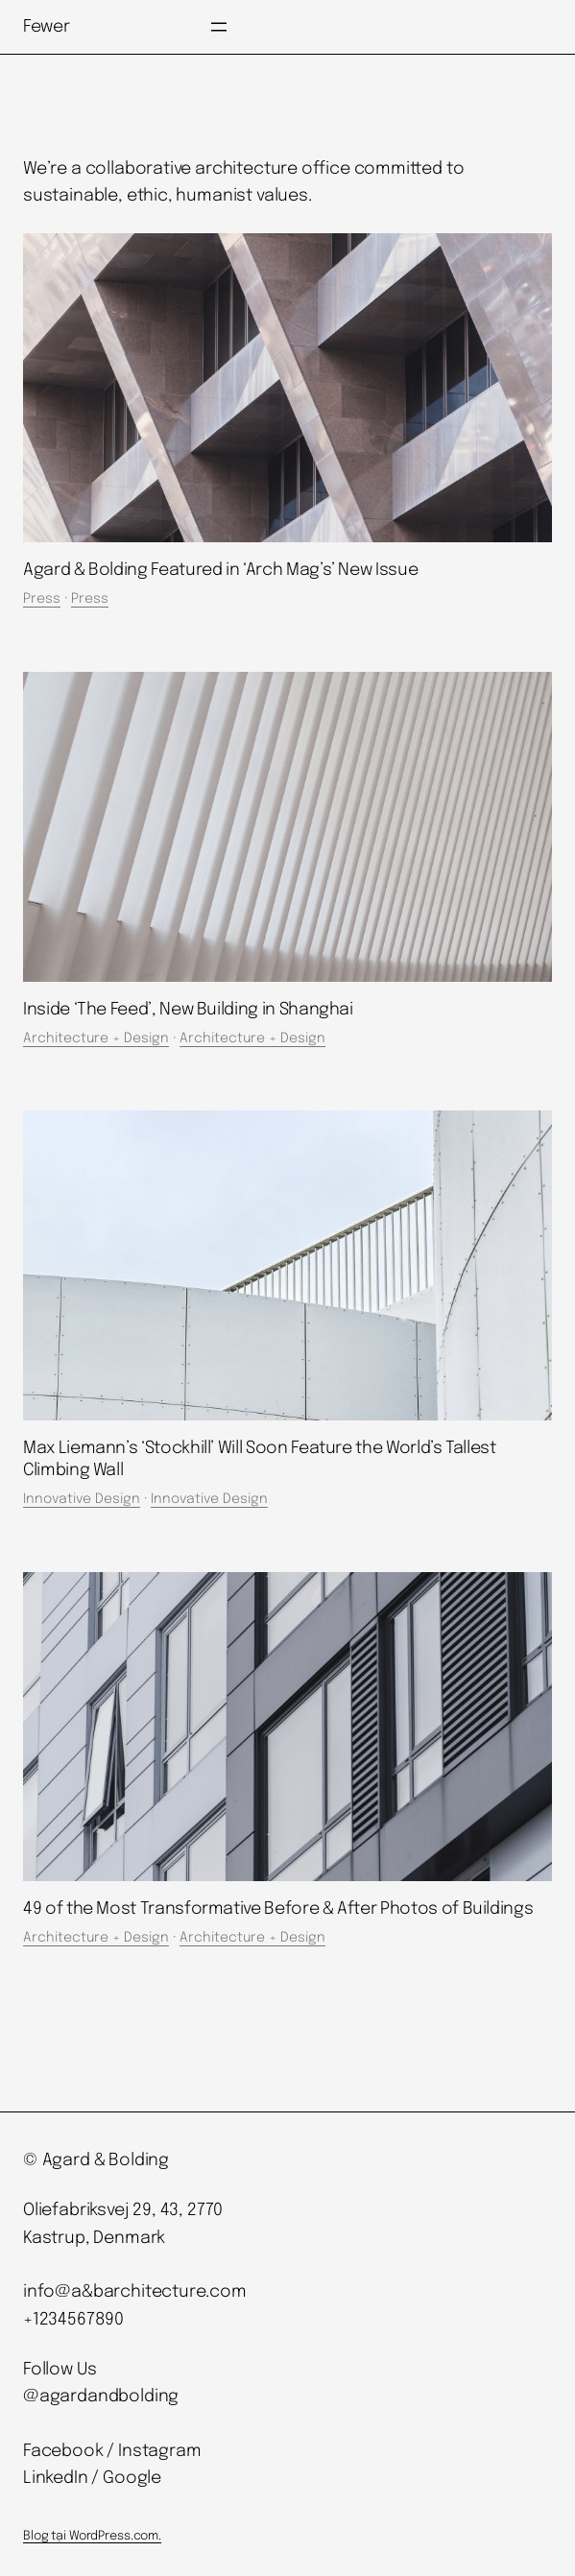 Fewer
We’re a collaborative architecture office committed to
sustainable, ethic, humanist values.
Agard & Bolding Featured in ‘Arch Mag’s’ New Issue
Press · Press
Inside ‘The Feed’, New Building in Shanghai
Architecture + Design · Architecture + Design
Max Liemann’s ‘Stockhill’ Will Soon Feature the World’s Tallest
Climbing Wall
Innovative Design · Innovative Design
49 of the Most Transformative Before & After Photos of Buildings
Architecture + Design · Architecture + Design
© Agard & Bolding
Oliefabriksvej 29, 43, 2770
Kastrup, Denmark
info@a&barchitecture.com
+1234567890
Follow Us
@agardandbolding
Facebook / Instagram
LinkedIn / Google
Blog tại WordPress.com.